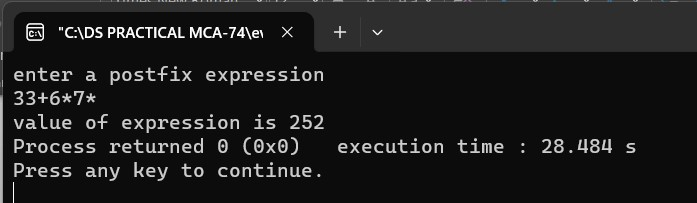 "C:\DS PRACTICAL MCA-74\ev
enter a postfix expression
33+6*7*
value of expression is 252
Process returned 0 (0x0)   execution time : 28.484 s
Press any key to continue.